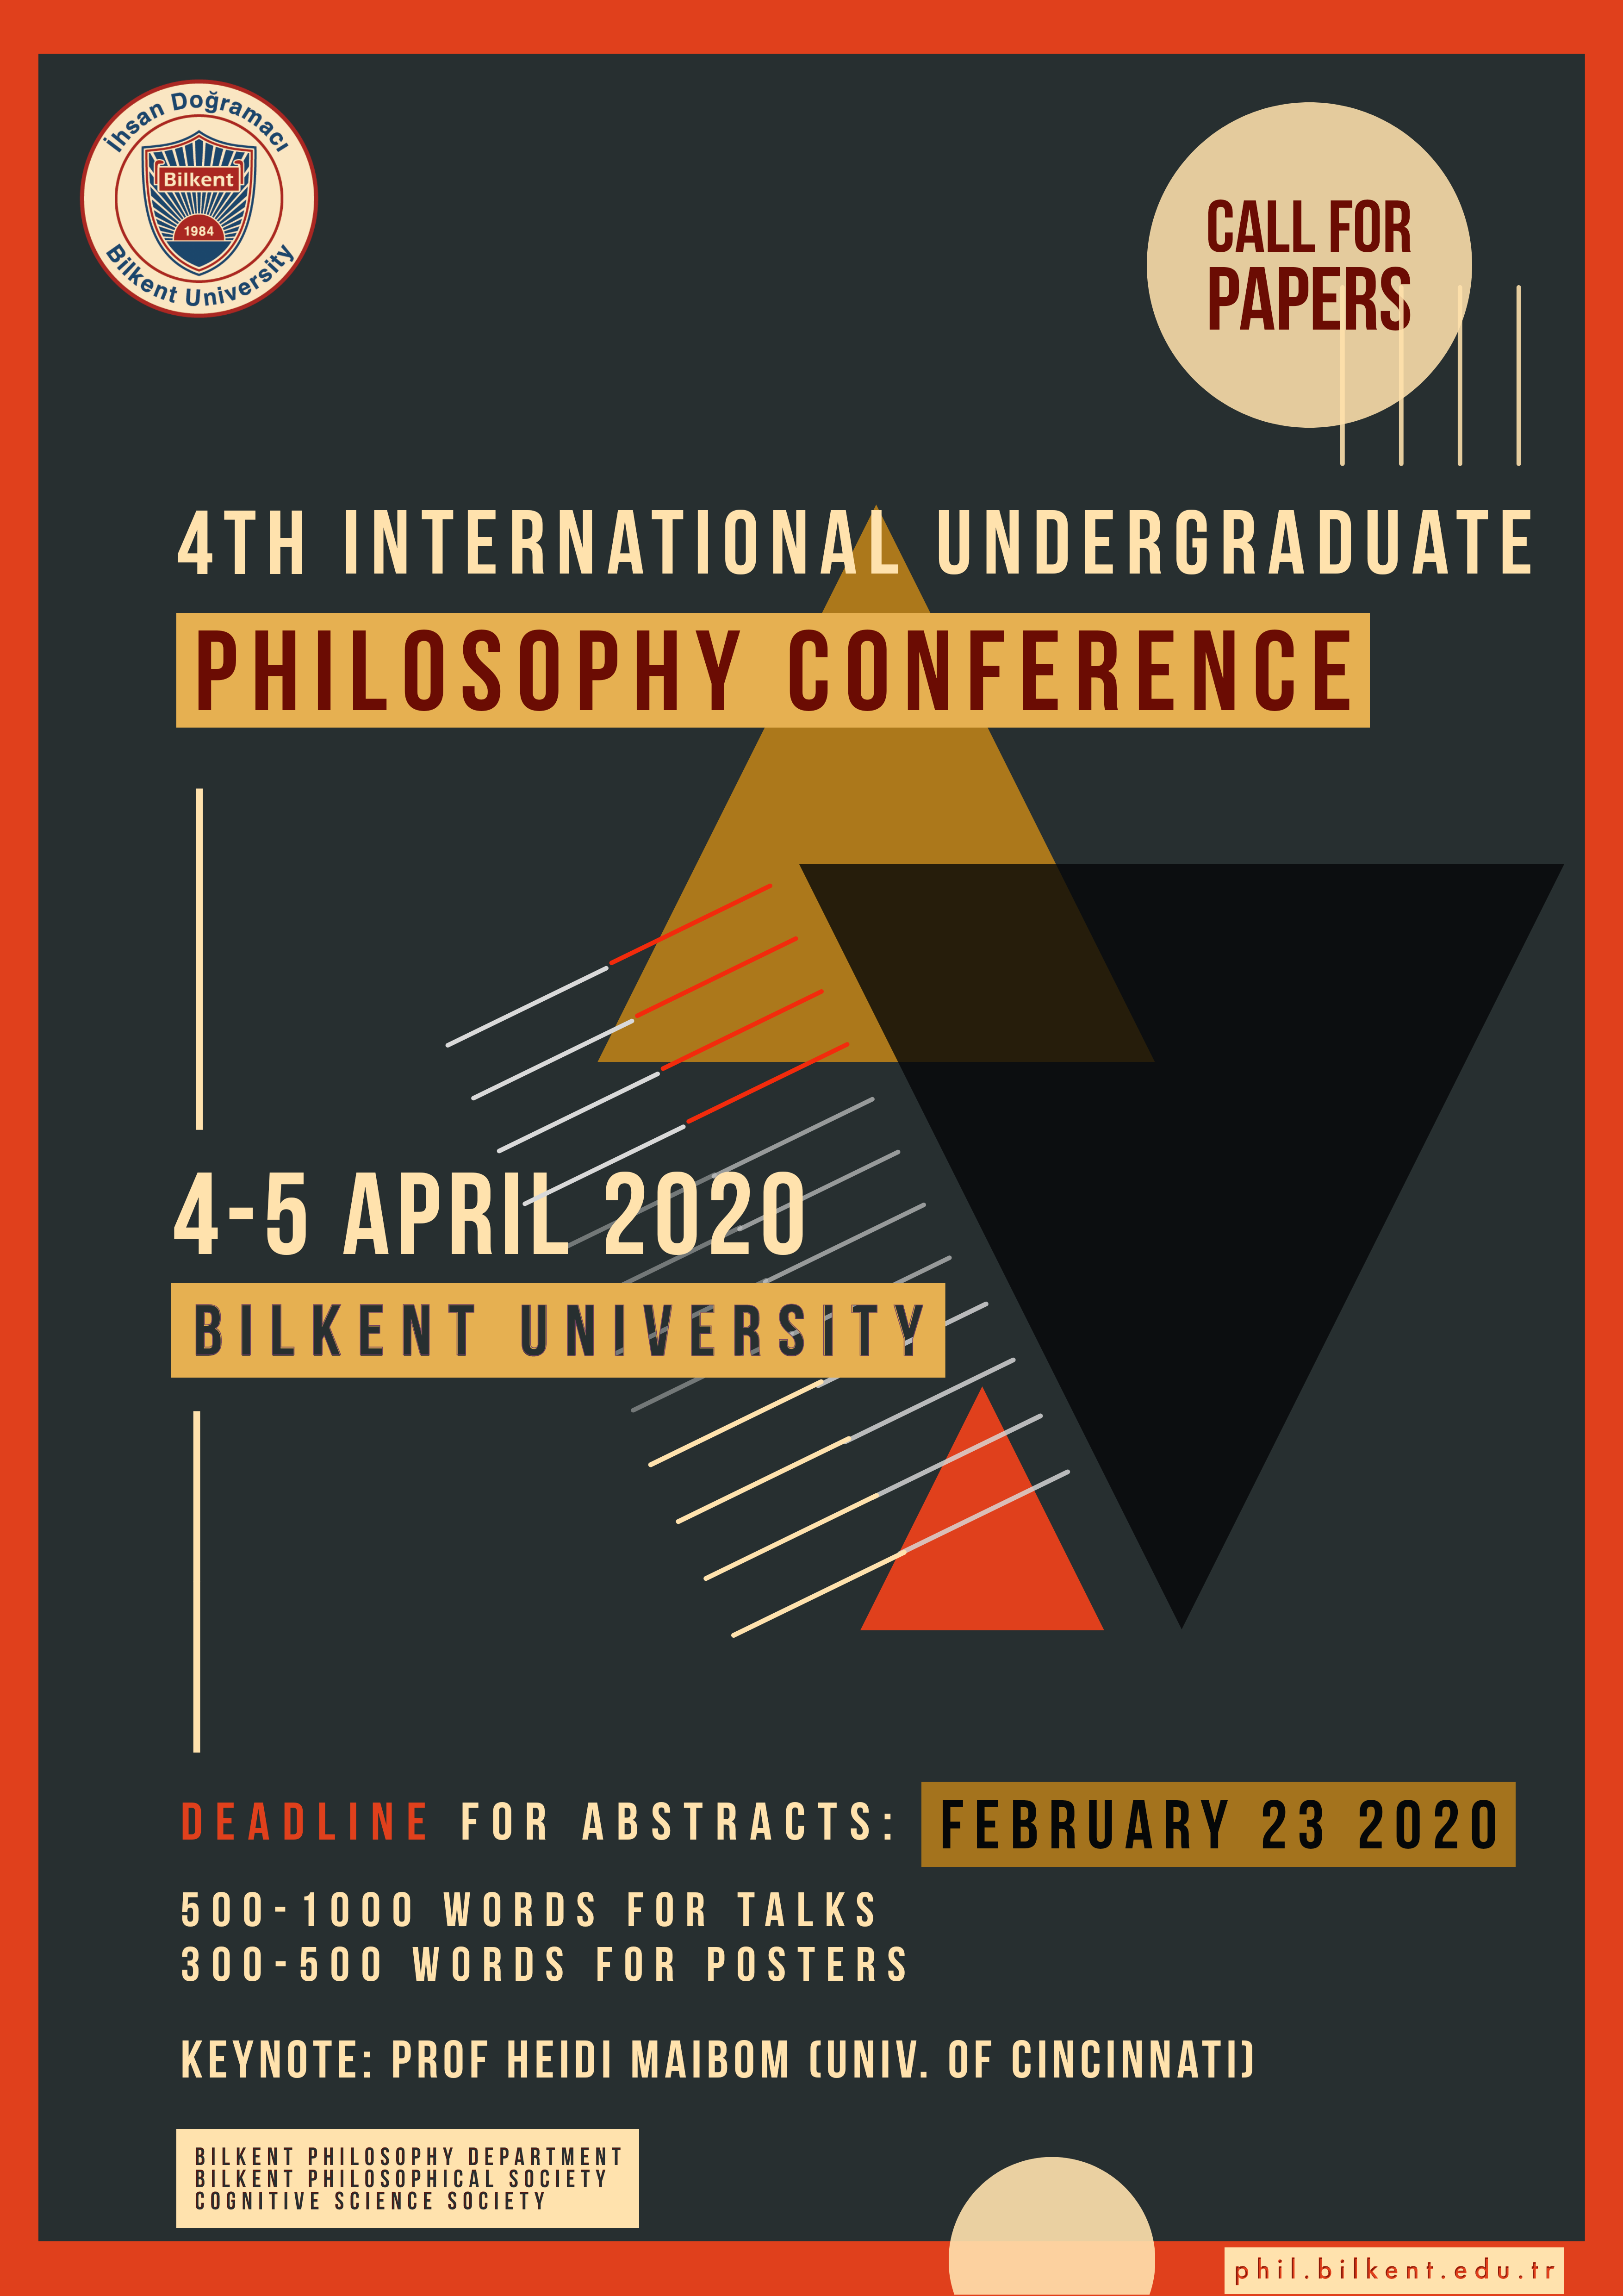 İhsan Doğramacı
Bilkent
1984
Bilkent University
CALL FOR
PAPERS
4TH INTERNATIONAL UNDERGRADUATE
PHILOSOPHY CONFERENCE
4-5 APRIL 2020
BILKENT UNIVERSITY
DEADLINE FOR ABSTRACTS: FEBRUARY 23 2020
500-1000 WORDS FOR TALKS
300-500 WORDS FOR POSTERS
KEYNOTE: PROF HEIDI MAIBOM (UNIV. OF CINCINNATI)
BILKENT PHILOSOPHY DEPARTMENT
BILKENT PHILOSOPHICAL SOCIETY
COGNITIVE SCIENCE SOCIETY
phil.bilkent.edu.tr